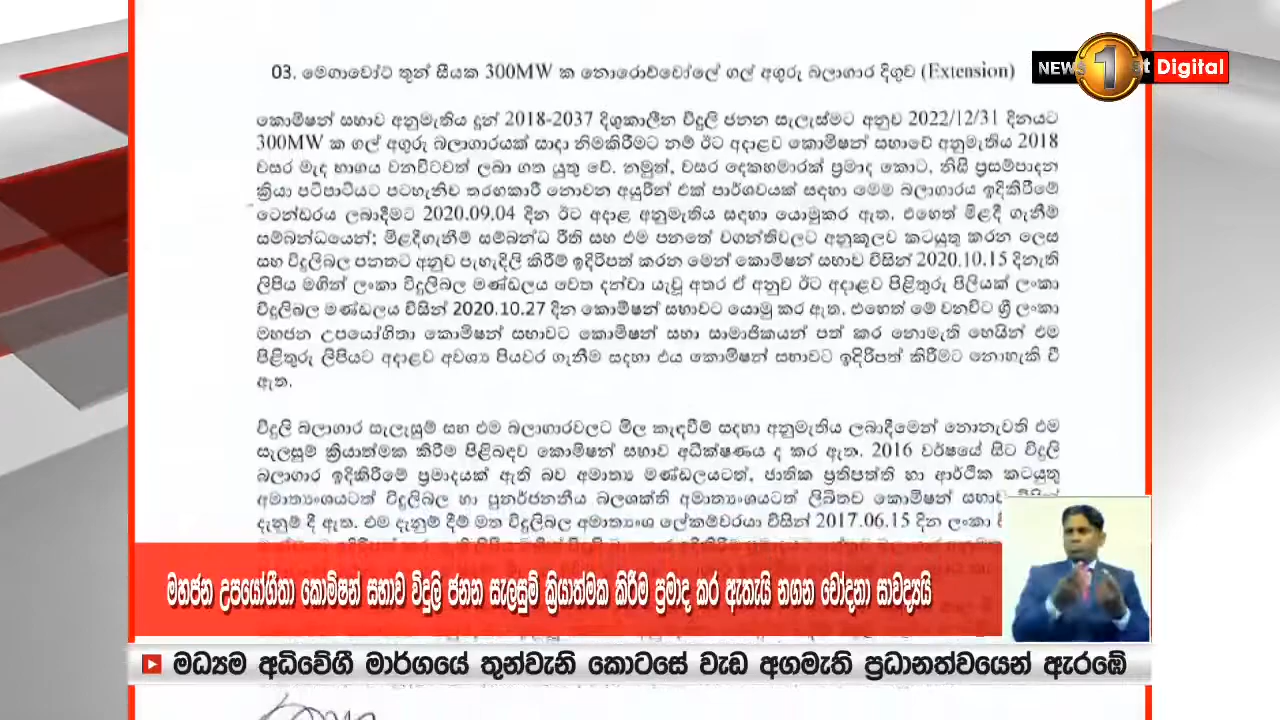 NEWS 1st Digital
03. මෙගාවෝට් තුන් සීයක 300MW ක නොරොච්චෝලේ ගල් අගුරු බලාගාර දිගුව (Extension)
කොමිෂන් සභාව අනුමැතිය දුන් 2018-2037 දිගුකාලීන විදුලි ජනන සැලැස්මට අනුව 2022/12/31 දිනයට
300MW ක ගල් අගුරු බලාගාරයක් සාදා නිමකිරීමට නම් ඊට අදාළව කොමිෂන් සභාවේ අනුමැතිය 2018
වසර මැද භාගය වනවිටවත් ලබා ගත යුතු වේ. නමුත්, වසර දෙකහමාරක් ප්‍රමාද කොට, නිසි ප්‍රසම්පාදන
ක්‍රියා පටිපාටියට පටහැනිව තරගකාරී නොවන අයුරින් එක් පාර්ශවයක් සඳහා මෙම බලාගාරය ඉදිකිරීමේ
ටෙන්ඩරය ලබාදීමට 2020.09.04 දින ඊට අදාළ අනුමැතිය සඳහා යොමුකර ඇත. එහෙත් මිළදී ගැනීම්
සම්බන්ධයෙන්; මිළදීගැනීම් සම්බන්ධ රීති සහ එම පනතේ වගන්තිවලට අනුකූලව කටයුතු කරන ලෙස
සහ විදුලිබල පනතට අනුව පැහැදිලි කිරීම් ඉදිරිපත් කරන මෙන් කොමිෂන් සභාව විසින් 2020.10.15 දිනැති
ලිපිය මගින් ලංකා විදුලිබල මණ්ඩලය වෙත දන්වා යැවූ අතර ඒ අනුව ඊට අදාළව පිළිතුරු පිලියක් ලංකා
විදුලිබල මණ්ඩලය විසින් 2020.10.27 දින කොමිෂන් සභාවට යොමු කර ඇත. එහෙත් මේ වනවිට ශ්‍රී ලංකා
මහජන උපයෝගිතා කොමිෂන් සභාවට කොමිෂන් සභා සාමාජිකයන් පත් කර නොමැති හෙයින් එම
පිළිතුරු ලිපියට අදාළව අවශ්‍ය පියවර ගැනීම සඳහා එය කොමිෂන් සභාවට ඉදිරිපත් කිරීමට නොහැකි වී
ඇත.
විදුලි බලාගාර සැලැසුම් සහ එම බලාගාරවලට මිල කැඳවීම් සඳහා අනුමැතිය ලබාදීමෙන් නොනැවතී එම
සැලසුම් ක්‍රියාත්මක කිරීම පිළිබඳව කොමිෂන් සභාව අධීක්ෂණය ද කර ඇත. 2016 වර්ෂයේ සිට විදුලි
බලාගාර ඉදිකිරීමේ ප්‍රමාදයක් ඇති බව අමාත්‍ය මණ්ඩලයටත්, ජාතික ප්‍රතිපත්ති හා ආර්ථික කටයුතු
අමාත්‍යංශයටත් විදුලිබල හා පුනර්ජනනීය බලශක්ති අමාත්‍යංශයටත් ලිඛිතව කොමිෂන් සභාව විසින්
දැනුම් දී ඇත. එම දැනුම් දීම් මත විදුලිබල අමාත්‍යංශ ලේකම්වරයා විසින් 2017.06.15 දින ලංකා
මහජන උපයෝගීතා කොමිෂන් සභාව විදුලි ජනන සැලසුම් ක්‍රියාත්මක කිරීම ප්‍රමාද කර ඇතැයි නගන චෝදනා සාවද්‍යයි
මධ්‍යම අධිවේගී මාර්ගයේ තුන්වැනි කොටසේ වැඩ අගමැති ප්‍රධානත්වයෙන් ඇරඹේ